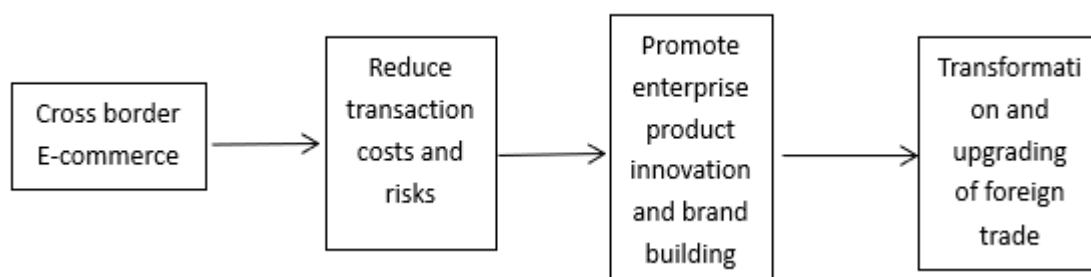 Cross border
E-commerce
Reduce
transaction
costs and
risks
Promote
enterprise
product
innovation
and brand
building
Transformati
on and
upgrading
of foreign
trade